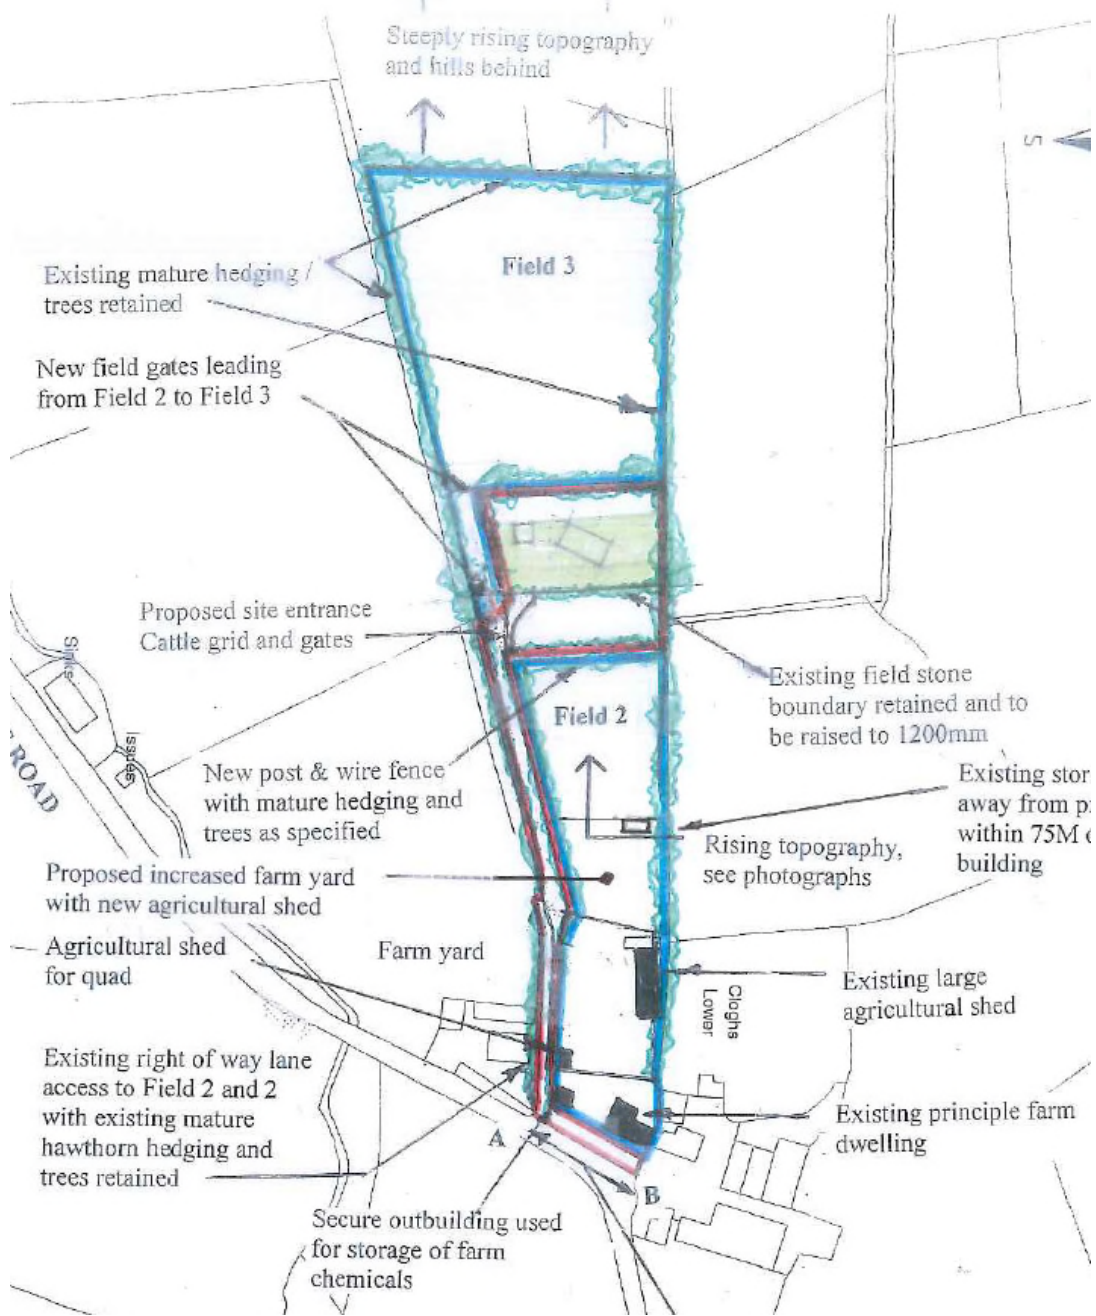 Steeply rising topography
and hills behind
S
Field 3
Existing mature hedging /
trees retained
New field gates leading
from Field 2 to Field 3
Proposed site entrance
Cattle grid and gates
Sinks
Issues
ROAD
Existing field stone
boundary retained and to
be raised to 1200mm
Field 2
New post & wire fence
with mature hedging and
trees as specified
Existing stor
away from p
within 75M
building
Rising topography,
see photographs
Proposed increased farm yard
with new agricultural shed
Agricultural shed
for quad
Farm yard
Existing large
agricultural shed
Cloghs
Lower
Existing right of way lane
access to Field 2 and 2
with existing mature
hawthorn hedging and
trees retained
Existing principle farm
dwelling
A
B
Secure outbuilding used
for storage of farm
chemicals